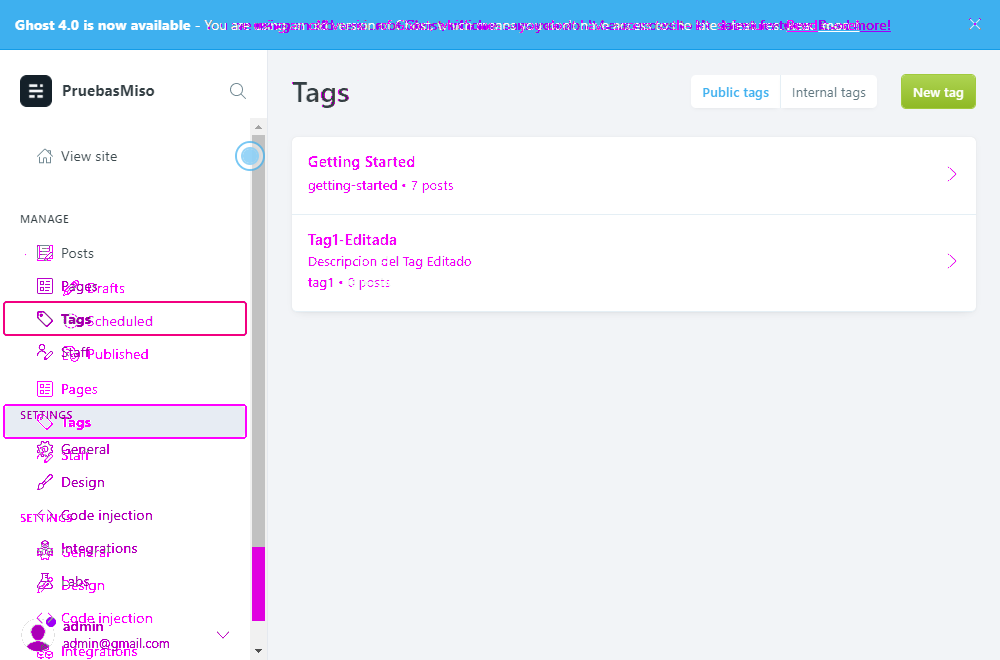 Ghost 4.0 is now available - You are
PruebasMiso
Tags
Public tags
Internal tags
New tag
View site
Getting Started
getting-started • 7 posts
MANAGE
Posts
Tag1-Editada
Descripcion del Tag Editado
tag1 • 0 posts
Pages
Drafts
Tags
Scheduled
Staff
Published
Pages
SETTINGS
Tags
General
Staff
Design
SETTINGS
Code injection
Integrations
General
Labs
Design
Code injection
admin
admin@gmail.com
Integrations